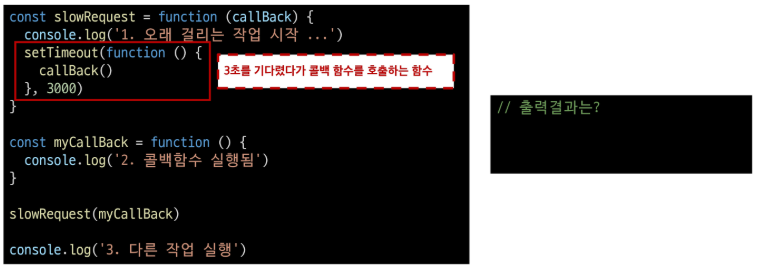 const slowRequest = function (callBack) {
console.log('1. 오래 걸리는 작업 시작 ...')
setTimeout(function () {
callBack()
}, 3000)
}
3초를 기다렸다가 콜백 함수를 호출하는 함수
const myCallBack = function () {
console.log('2. 콜백함수 실행됨')
}
slowRequest(myCallBack)
console.log('3. 다른 작업 실행')
// 출력결과는?